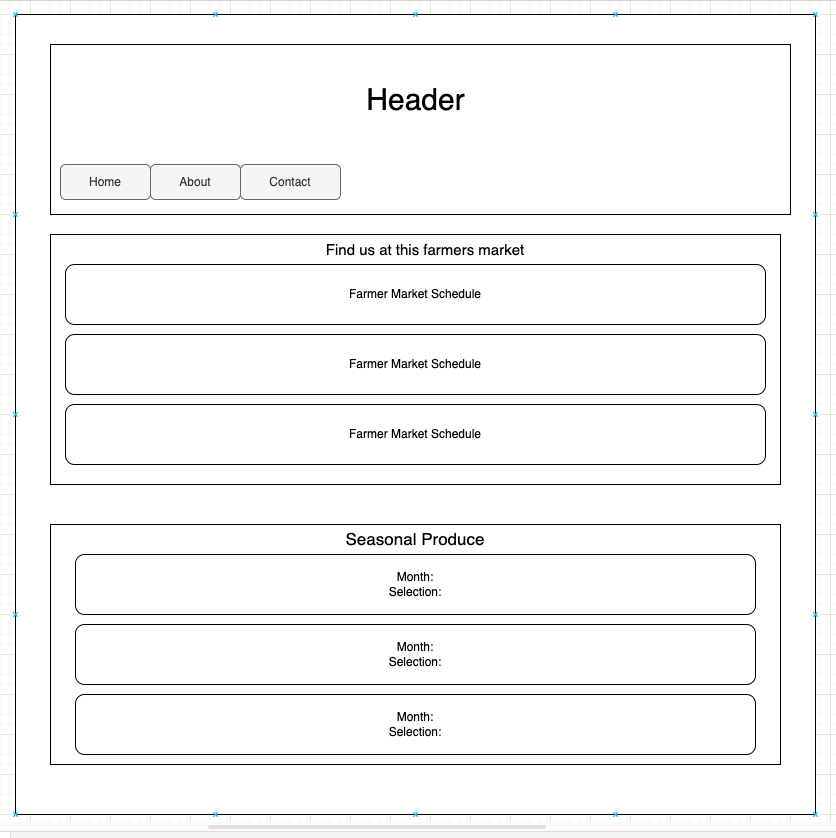 Header
Home
About
Contact
Find us at this farmers market
Farmer Market Schedule
Farmer Market Schedule
Farmer Market Schedule
Seasonal Produce
Month:
Selection:
Month:
Selection:
Month:
Selection: